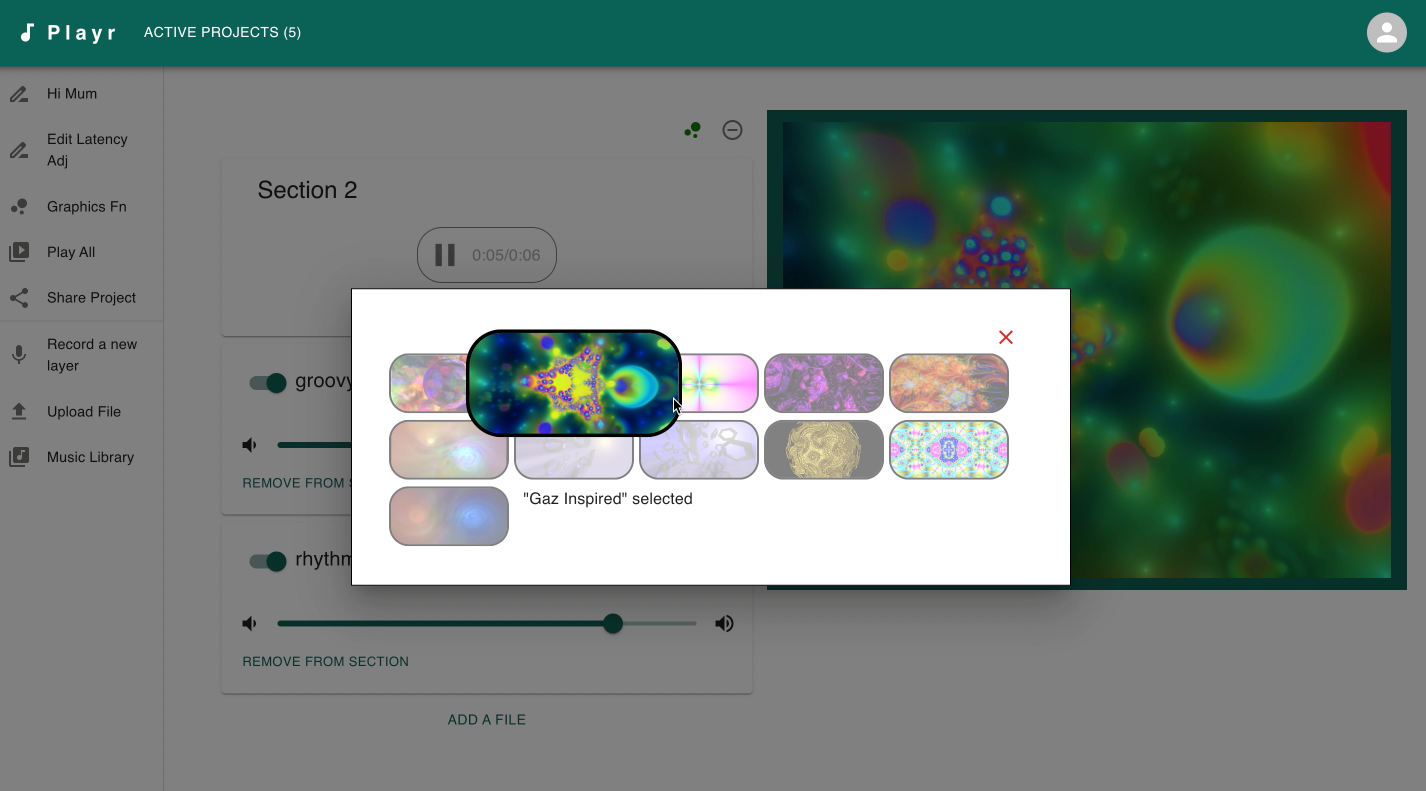 Playr
ACTIVE PROJECTS (5)
Hi Mum
Edit Latency
Adj
Graphics Fn
Play All
Share Project
Record a new
layer
Upload File
Music Library
Section 2
0:05/0:06
groovy
REMOVE FROM
rhythm
REMOVE FROM SECTION
ADD A FILE
"Gaz Inspired" selected